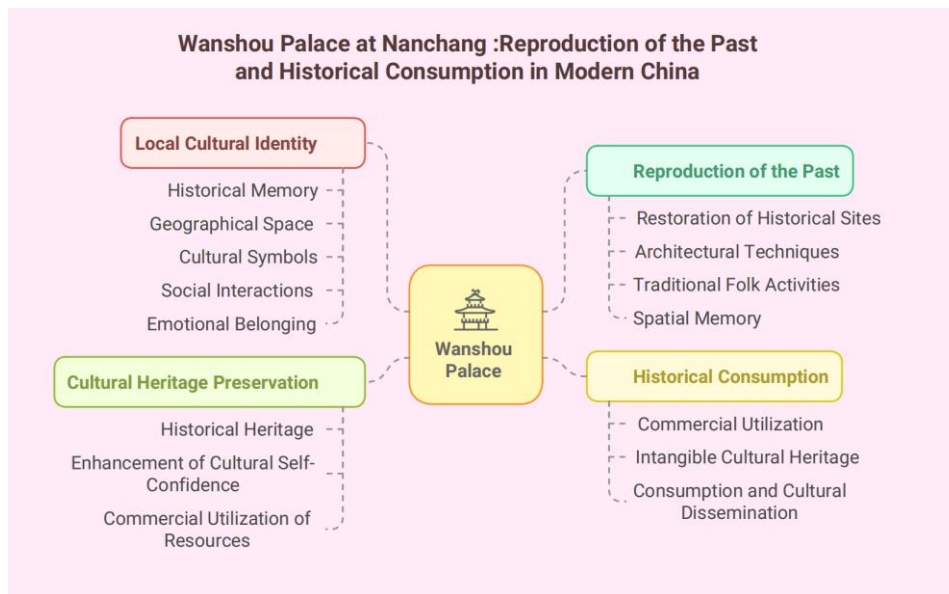 Wanshou Palace at Nanchang :Reproduction of the Past
and Historical Consumption in Modern China
Local Cultural Identity
Historical Memory
Geographical Space
Cultural Symbols
Social Interactions
Emotional Belonging
Cultural Heritage Preservation
Historical Heritage
Enhancement of Cultural Self-
Confidence
Commercial Utilization of
Resources
Wanshou
Palace
Reproduction of the Past
Restoration of Historical Sites
Architectural Techniques
Traditional Folk Activities
Spatial Memory
Historical Consumption
Commercial Utilization
Intangible Cultural Heritage
Consumption and Cultural
Dissemination